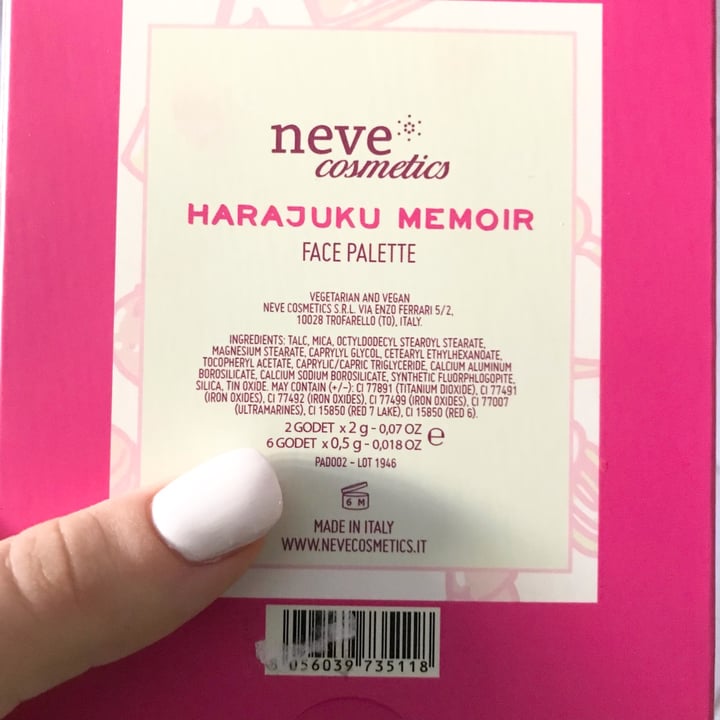 neve
cosmetics
HARAJUKU MEMOIR
FACE PALETTE
VEGETARIAN AND VEGAN
NEVE COSMETICS S.R.L. VIA ENZO FERRARI 5/2,
10028 TROFARELLO (TO), ITALY.
INGREDIENTS: TALC, MICA, OCTYLDODECYL STEAROYL STEARATE,
MAGNESIUM STEARATE, CAPRYLYL GLYCOL, CETEARYL ETHYLHEXANOATE,
TOCOPHERYL ACETATE, CAPRYLIC/CAPRIC TRIGLYCERIDE, CALCIUM ALUMINUM
BOROSILICATE, CALCIUM SODIUM BOROSILICATE, SYNTHETIC FLUORPHLOGOPITE,
SILICA, TIN OXIDE. MAY CONTAIN (+/-): CI 77891 (TITANIUM DIOXIDE), CI 77491
(IRON OXIDES), CI 77492 (IRON OXIDES), CI 77499 (IRON OXIDES), CI 77007
(ULTRAMARINES), CI 15850 (RED 7 LAKE), CI 15850 (RED 6).
2 GODET x 2 g - 0,07 OZ
6 GODET x 0,5 g - 0,018 OZ ℮
PAD002 - LOT 1946
6 M
MADE IN ITALY
WWW.NEVECOSMETICS.IT
8 056039 735118